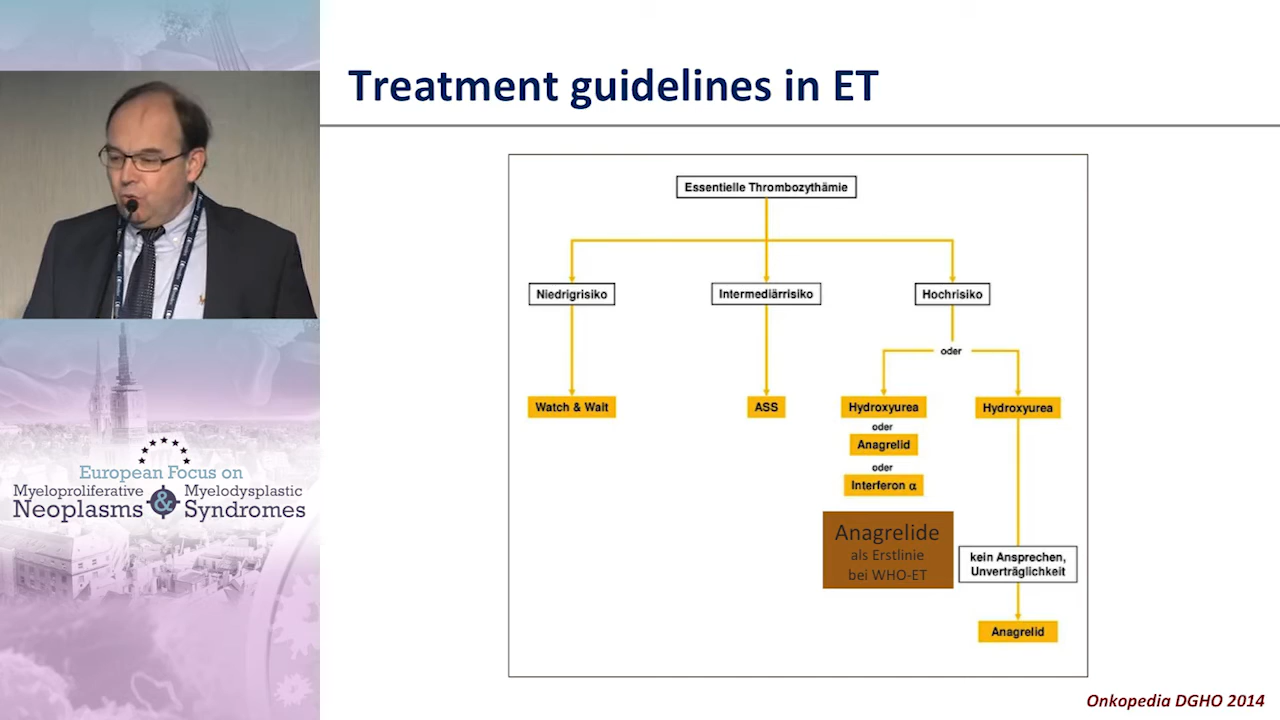 Treatment guidelines in ET
Essentielle Thrombozythämie
Niedrigrisiko
Intermediärrisiko
Hochrisiko
oder
Watch & Wait
ASS
Hydroxyurea
Hydroxyurea
oder
Anagrelid
oder
Interferon α
Anagrelide
als Erstlinie
bei WHO-ET
kein Ansprechen,
Unverträglichkeit
Anagrelid
Onkopedia DGHO 2014
European Focus on
Myeloproliferative & Myelodysplastic
Neoplasms Syndromes